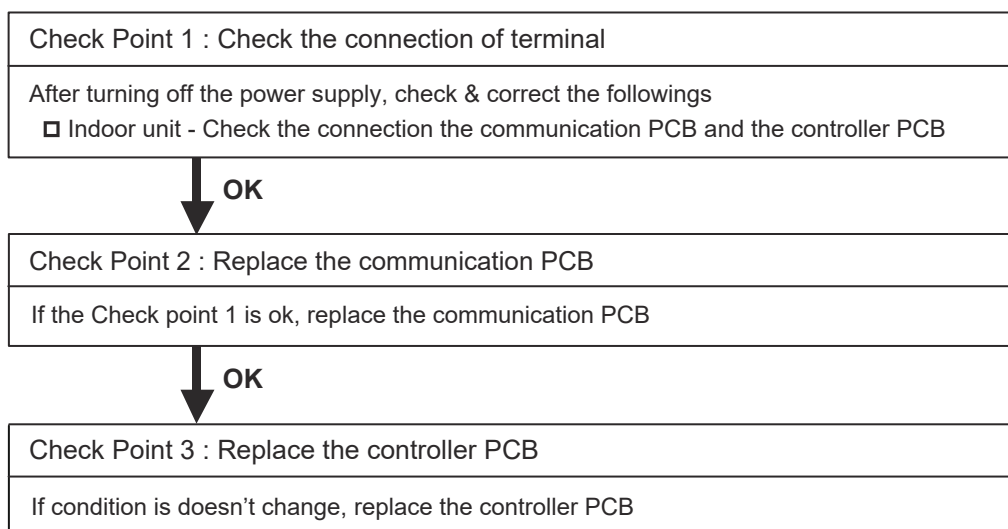 Check Point 1 : Check the connection of terminal
After turning off the power supply, check & correct the followings
Indoor unit - Check the connection the communication PCB and the controller PCB
OK
Check Point 2 : Replace the communication PCB
If the Check point 1 is ok, replace the communication PCB
OK
Check Point 3 : Replace the controller PCB
If condition is doesn't change, replace the controller PCB